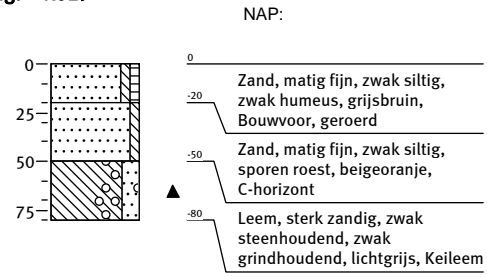 NAP:
0
25
50
75
0
Zand, matig fijn, zwak siltig,
zwak humeus, grijsbruin,
Bouwvoor, geroerd
-20
Zand, matig fijn, zwak siltig,
sporen roest, beigeoranje,
C-horizont
-50
Leem, sterk zandig, zwak
steenhoudend, zwak
grindhoudend, lichtgrijs, Keileem
-80